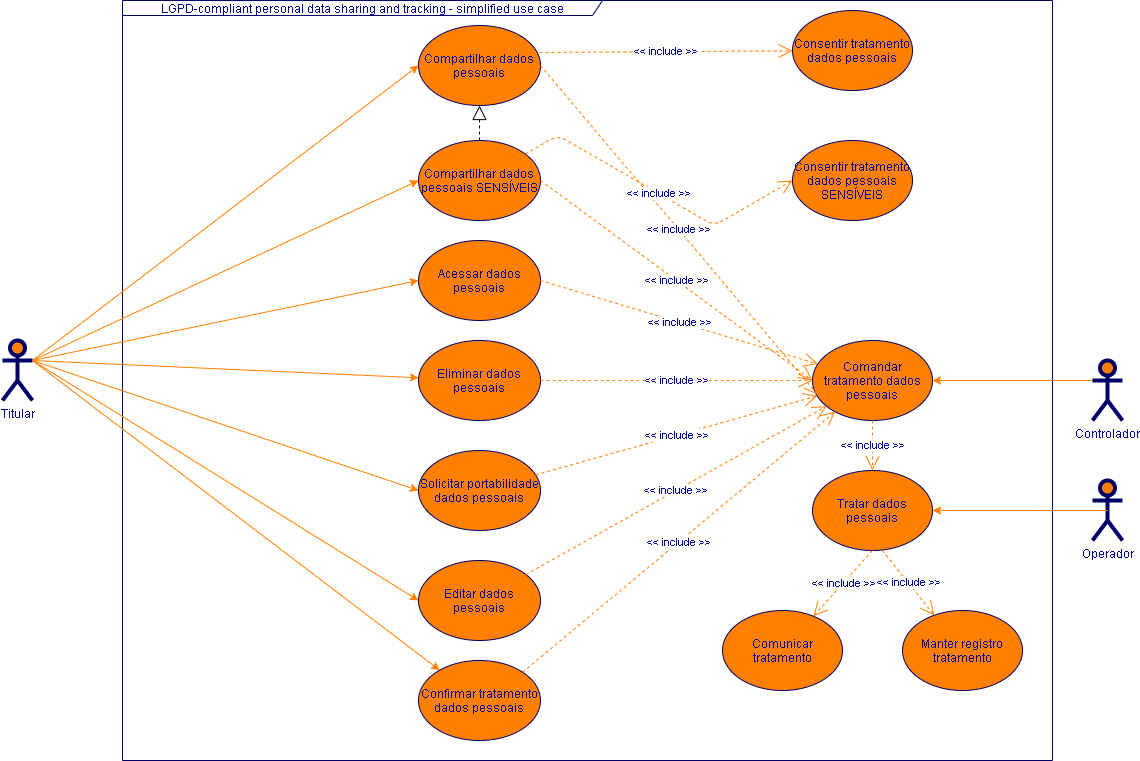 LGPD-compliant personal data sharing and tracking - simplified use case
Compartilhar dados
pessoais
<< include >>
Consentir tratamento
dados pessoais
Compartilhar dados
pessoais SENSÍVEIS
<< include >>
<< include >>
Consentir tratamento
dados pessoais
SENSÍVEIS
Acessar dados
pessoais
<< include >>
<< include >>
Eliminar dados
pessoais
<< include >>
Comandar
tratamento dados
pessoais
Titular
Controlador
<< include >>
<< include >>
Solicitar portabilidade
dados pessoais
<< include >>
Tratar dados
pessoais
Operador
<< include >>
Editar dados
pessoais
<< include >>
<< include >>
Comunicar
tratamento
Manter registro
tratamento
Confirmar tratamento
dados pessoais